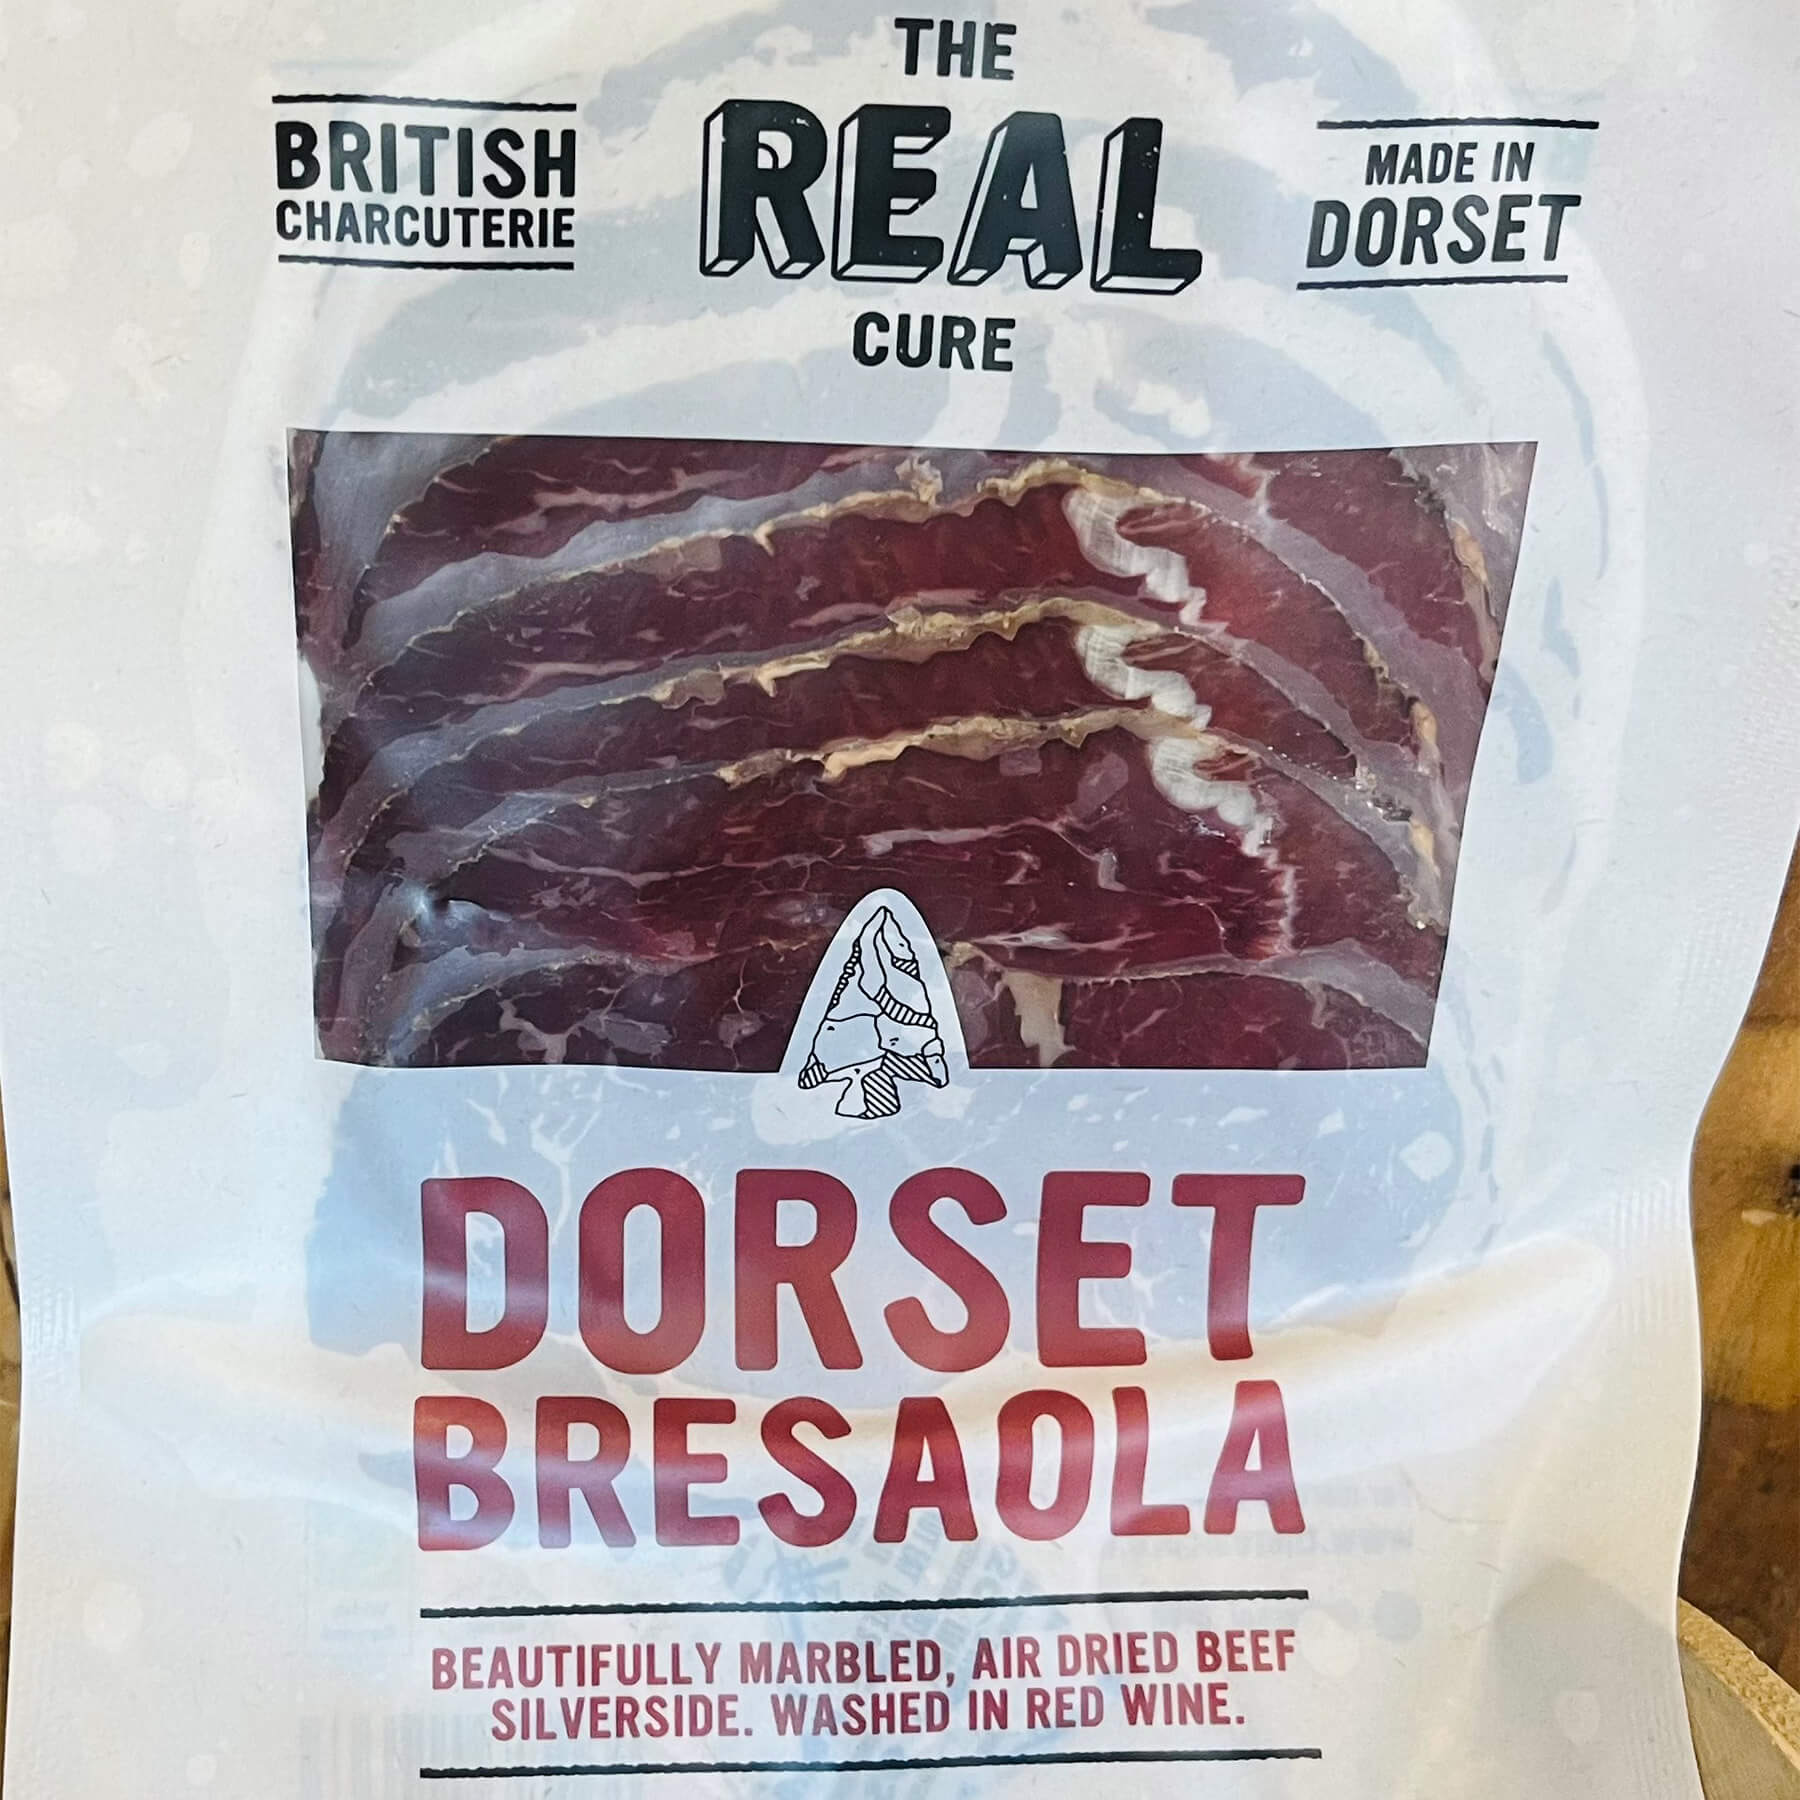 THE
REAL
CURE
BRITISH
CHARCUTERIE
MADE IN
DORSET
DORSET
BRESAOLA
BEAUTIFULLY MARBLED, AIR DRIED BEEF
SILVERSIDE. WASHED IN RED WINE.